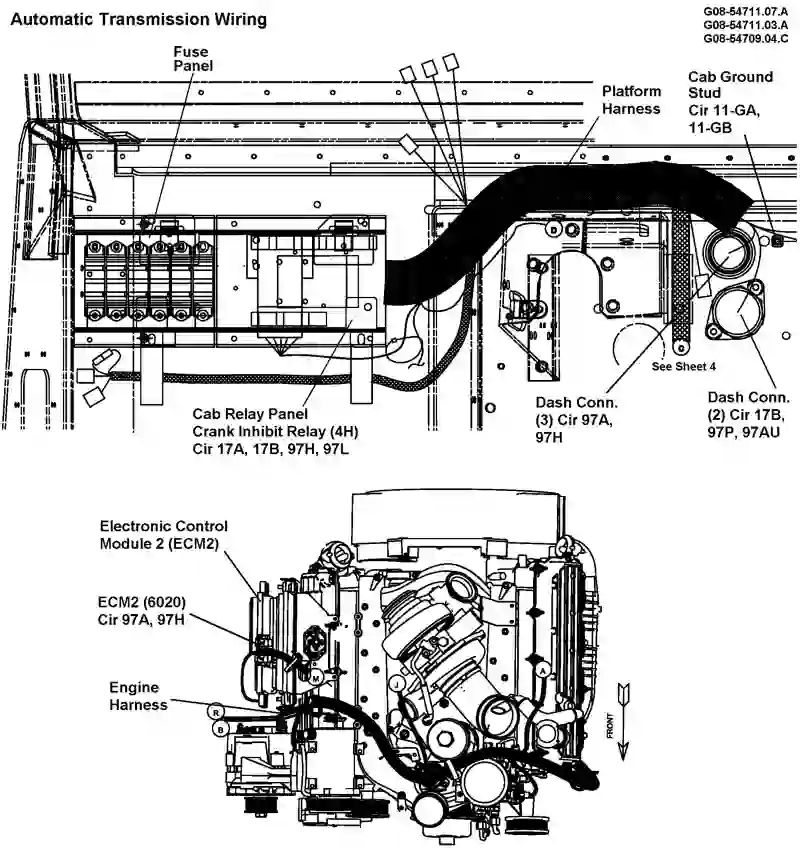 Automatic Transmission Wiring
G08-54711.07.A
G08-54711.03.A
G08-54709.04.C
Fuse
Panel
Platform
Harness
Cab Ground
Stud
Cir 11-GA,
11-GB
B
See Sheet 4
Cab Relay Panel
Crank Inhibit Relay (4H)
Cir 17A, 17B, 97H, 97L
Dash Conn.
(3) Cir 97A,
97H
Dash Conn.
(2) Cir 17B,
97P, 97AU
Electronic Control
Module 2 (ECM2)
ECM2 (6020)
Cir 97A, 97H
Engine
Harness
M
J
A
R
B
FRONT